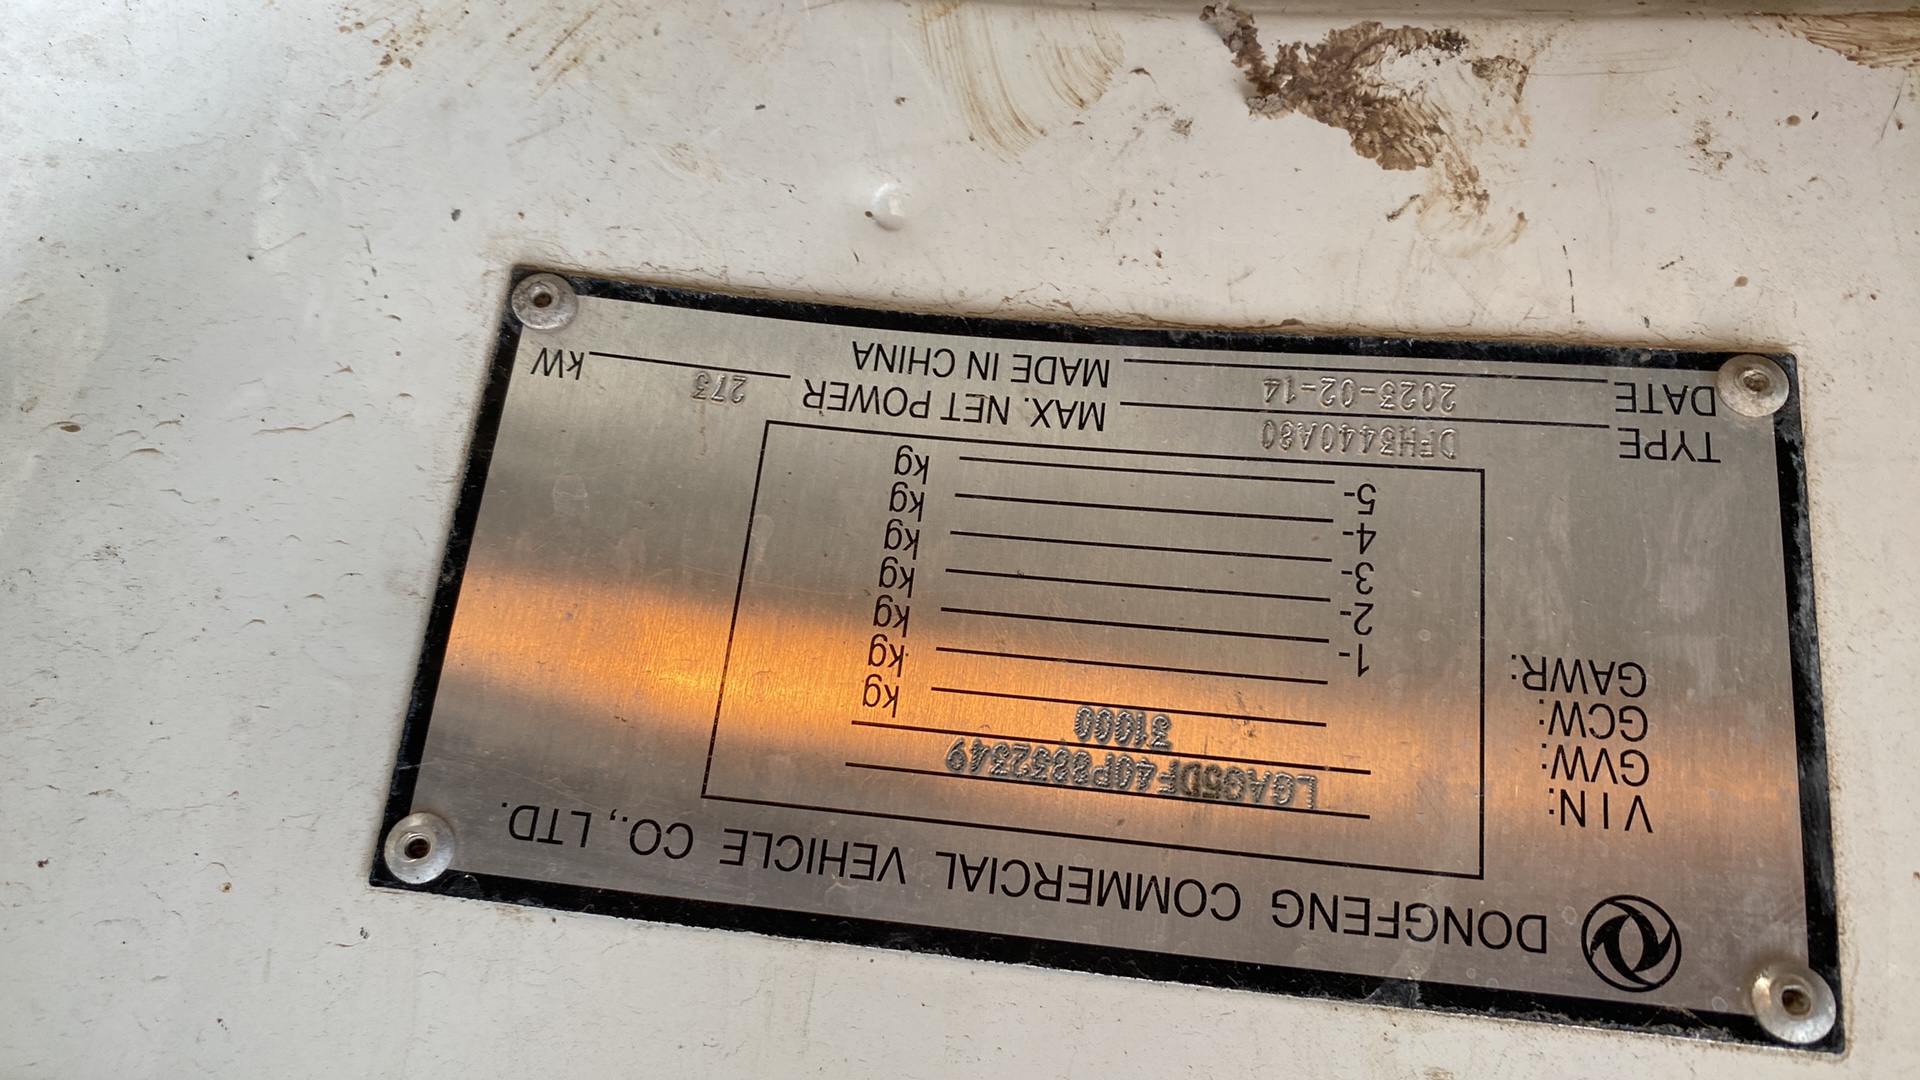 DONGFENG COMMERCIAL VEHICLE CO., LTD.
VIN: LGAG5DF40P8832349
GVW: 31000 kg
GCW: kg
GAWR: 1- kg
2- kg
3- kg
4- kg
5- kg
TYPE DFH3440A80 MAX. NET POWER 273 kW
DATE 2023-02-14 MADE IN CHINA